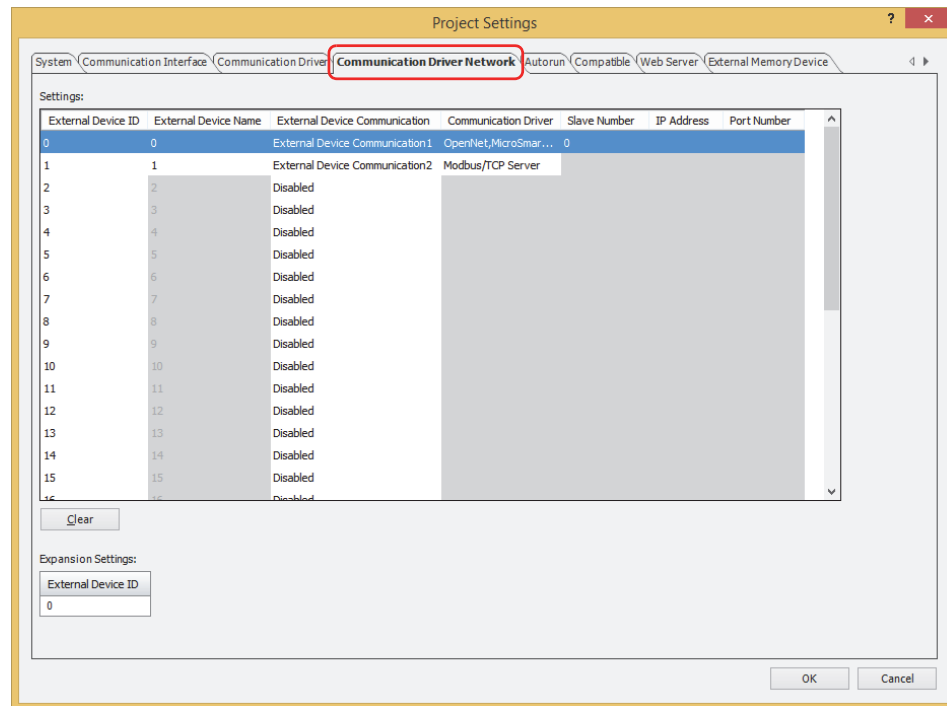 Project Settings
? ×
System Communication Interface Communication Driver Communication Driver Network Autorun Compatible Web Server External Memory Device
Settings:
External Device ID External Device Name External Device Communication Communication Driver Slave Number IP Address Port Number
0 0 External Device Communication1 OpenNet,MicroSmar... 0
1 1 External Device Communication2 Modbus/TCP Server
2 2 Disabled
3 3 Disabled
4 4 Disabled
5 5 Disabled
6 6 Disabled
7 7 Disabled
8 8 Disabled
9 9 Disabled
10 10 Disabled
11 11 Disabled
12 12 Disabled
13 13 Disabled
14 14 Disabled
15 15 Disabled
16 16 Disabled
Clear
Expansion Settings:
External Device ID
0
OK Cancel